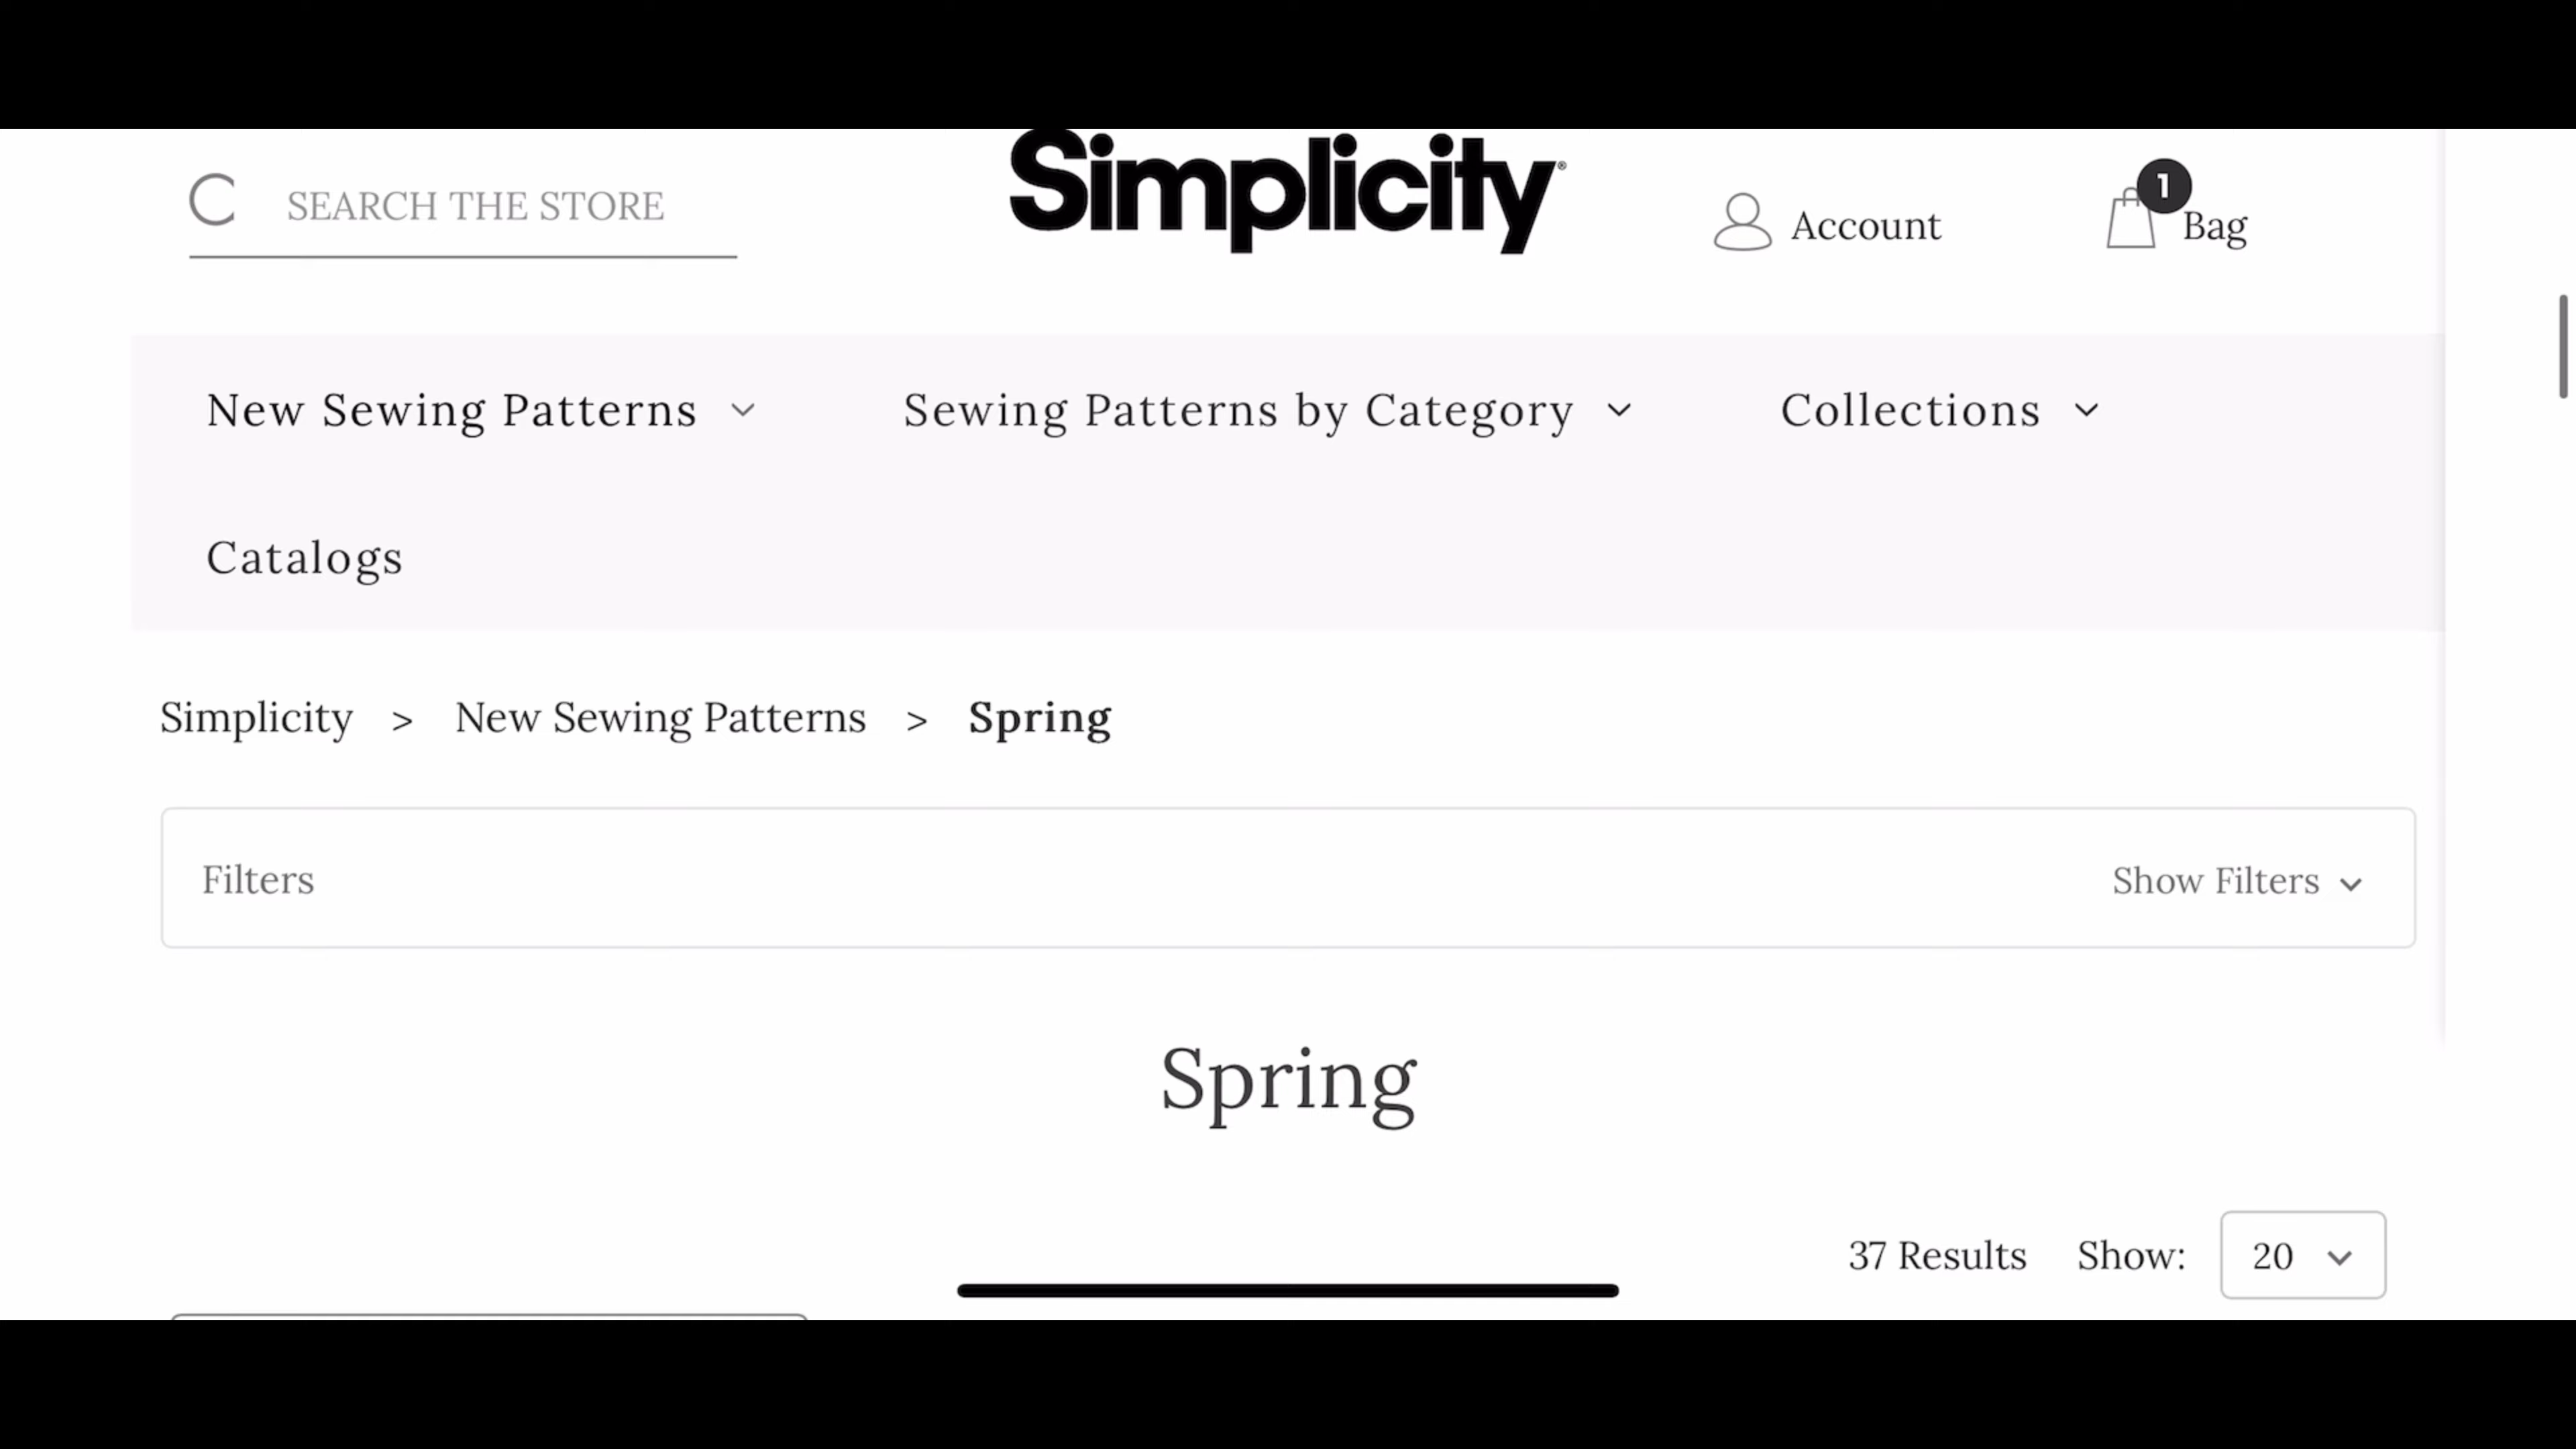 SEARCH THE STORE
Simplicity®
Account
1
Bag
New Sewing Patterns
Sewing Patterns by Category
Collections
Catalogs
Simplicity > New Sewing Patterns > Spring
Filters
Show Filters
Spring
37 Results Show: 20